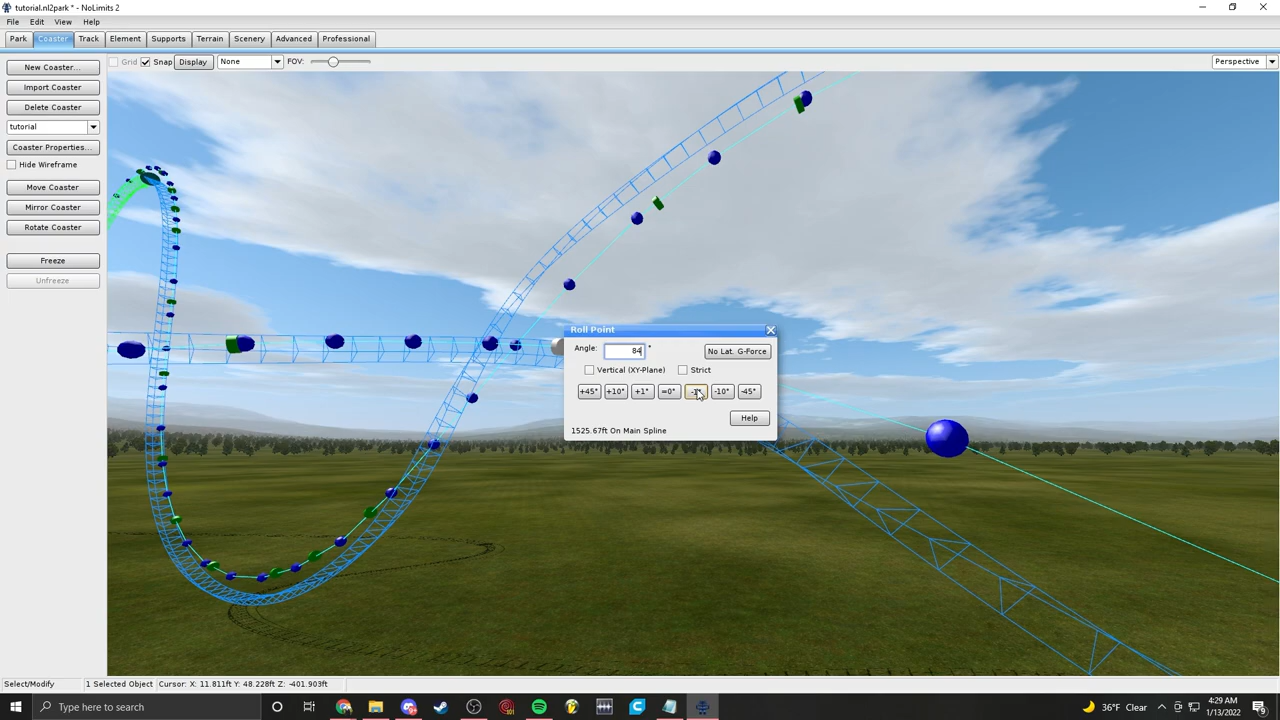 tutorial.nl2park * - NoLimits 2
File Edit View Help
Park Coaster Track Element Supports Terrain Scenery Advanced Professional
Grid Snap Display None FOV: Perspective
New Coaster...
Import Coaster
Delete Coaster
tutorial
Coaster Properties...
Hide Wireframe
Move Coaster
Mirror Coaster
Rotate Coaster
Freeze
Unfreeze
Roll Point
Angle: 84 ° No Lat. G-Force
Vertical (XY-Plane) Strict
+45° +10° +1° =0° -1° -10° -45°
Help
1525.67ft On Main Spline
Select/Modify 1 Selected Object Cursor: X: 11.811ft Y: 48.228ft Z: -401.903ft
Type here to search
36°F Clear
4:29 AM
1/13/2022